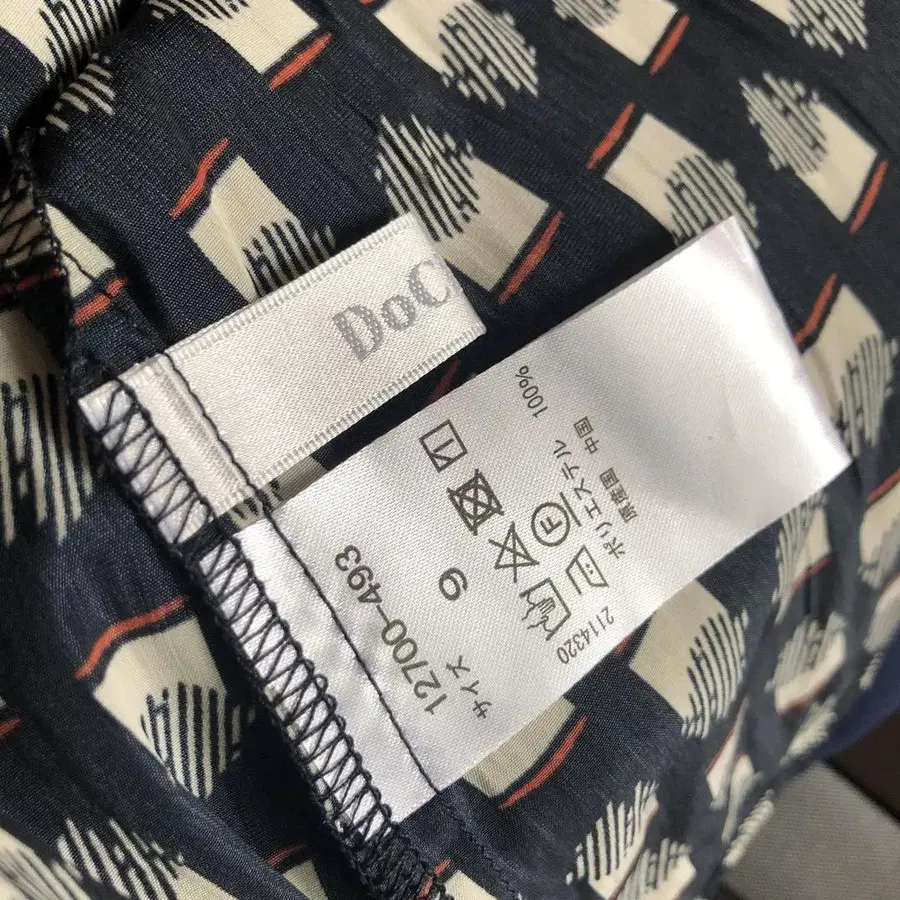 DoC
12700-493
サイズ 9
ポリエステル 100%
原産国 中国
2114320